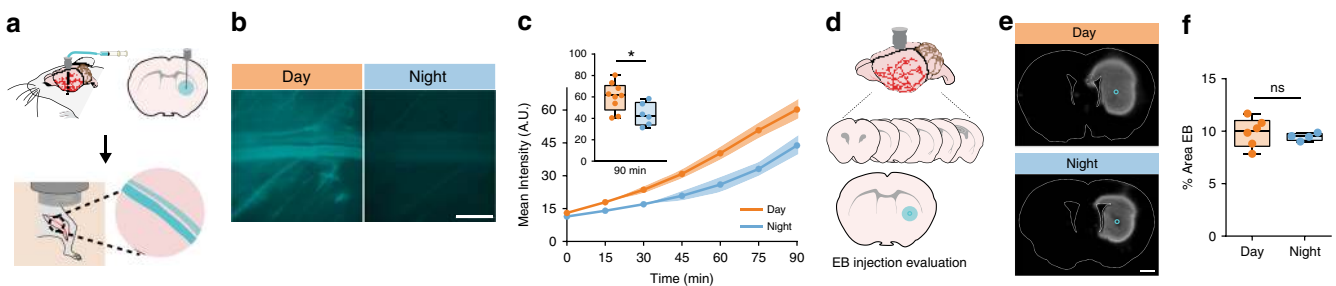 a
b
Day
Night
c
Mean Intensity (A.U.)
60
45
30
15
0
100
80
60
40
20
0
*
90 min
Day
Night
0 15 30 45 60 75 90
Time (min)
d
EB injection evaluation
e
Day
Night
f
% Area EB
15
10
5
0
ns
Day Night